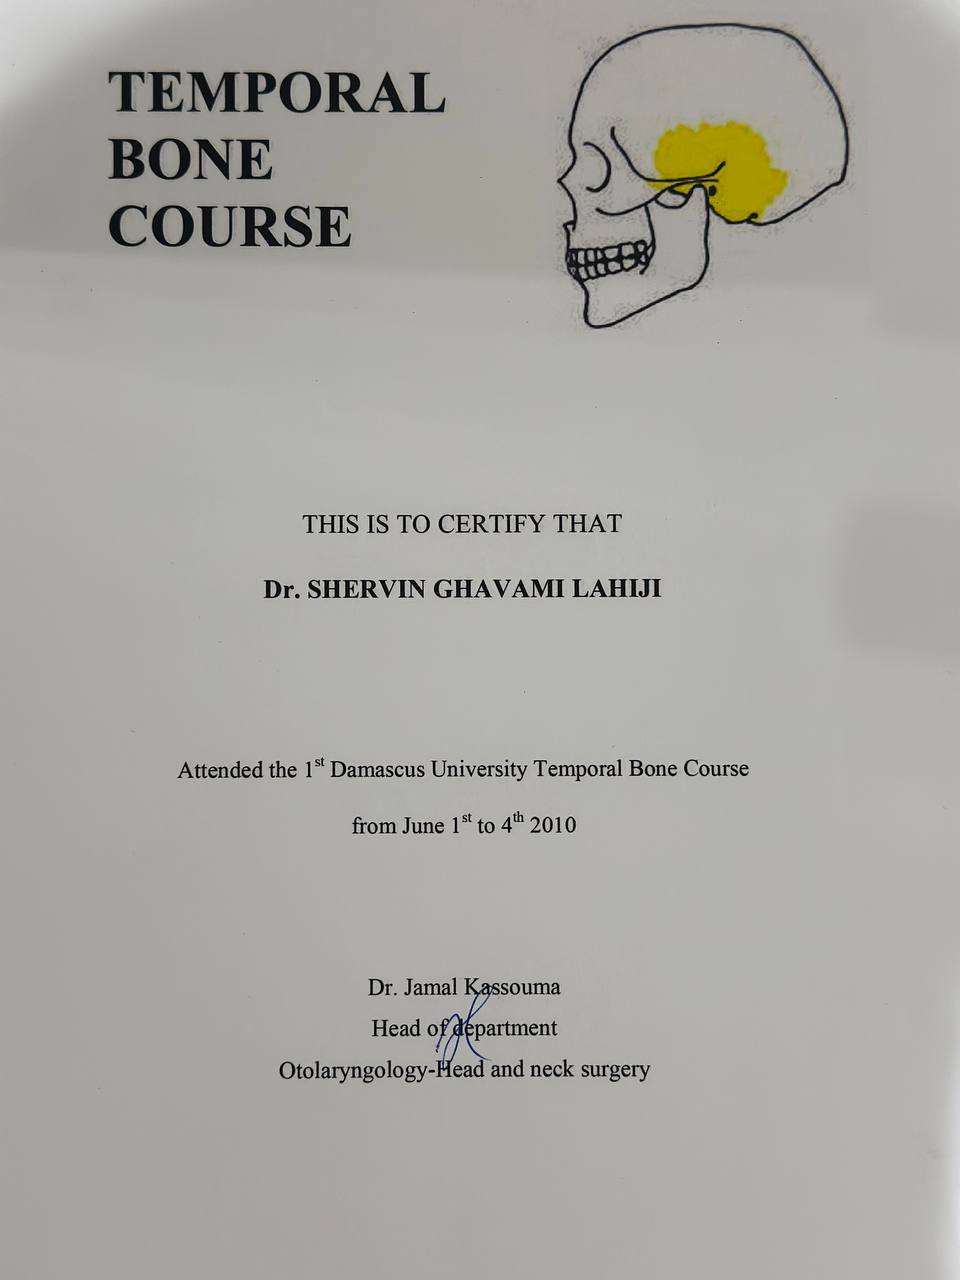 TEMPORAL
BONE
COURSE
THIS IS TO CERTIFY THAT
Dr. SHERVIN GHAVAMI LAHIJI
Attended the 1st Damascus University Temporal Bone Course
from June 1st to 4th 2010
Dr. Jamal Kassouma
Head of department
Otolaryngology-Head and neck surgery